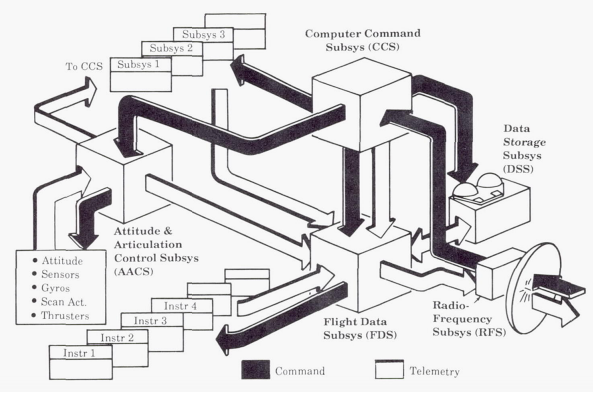 Subsys 3
Subsys 2
Subsys 1
To CCS
Computer Command
Subsys (CCS)
Data
Storage
Subsys
(DSS)
Attitude &
Articulation
Control Subsys
(AACS)
• Attitude
• Sensors
• Gyros
• Scan Act.
• Thrusters
Instr 4
Instr 3
Instr 2
Instr 1
Flight Data
Subsys (FDS)
Radio-
Frequency
Subsys (RFS)
Command
Telemetry